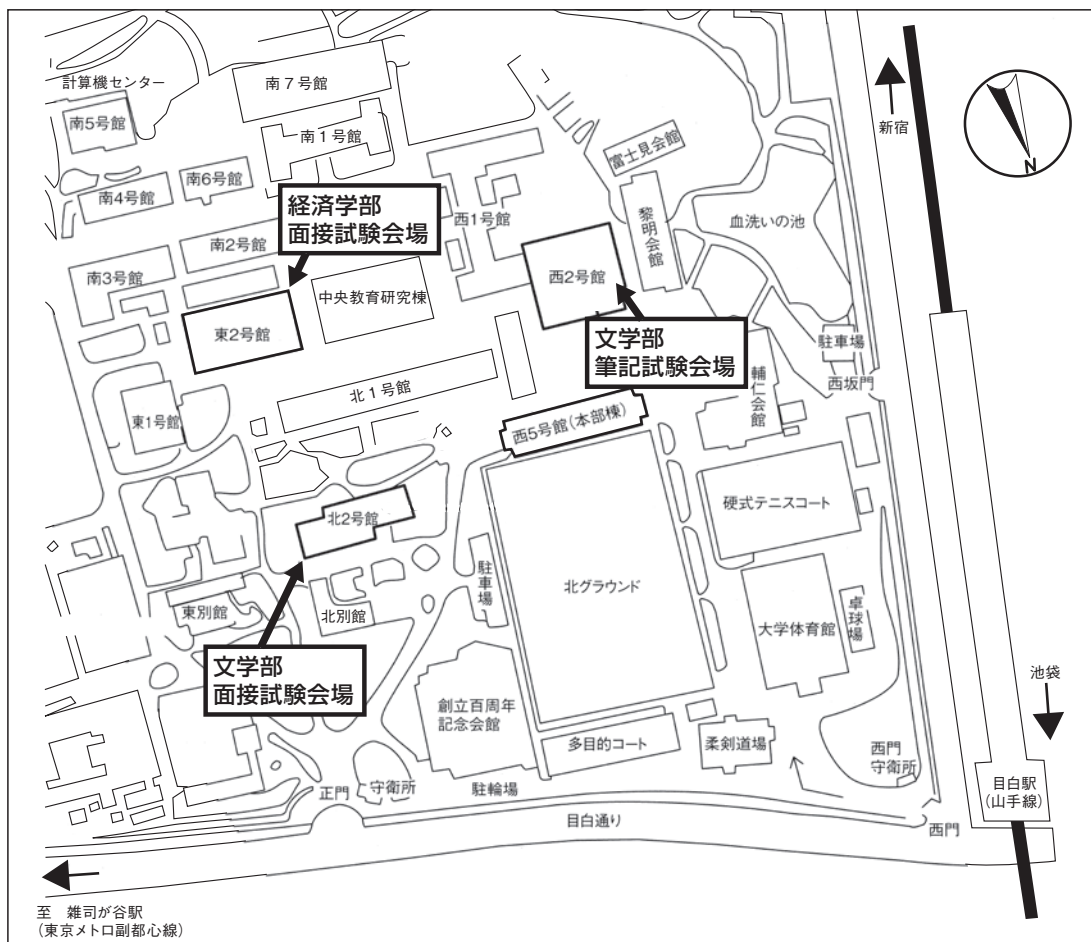 計算機センター
南7号館
南5号館
南1号館
新宿
N
富士見会館
南6号館
南4号館
経済学部
面接試験会場
西1号館
黎明会館
血洗いの池
南2号館
南3号館
西2号館
中央教育研究棟
東2号館
文学部
筆記試験会場
駐車場
西坂門
北1号館
輔仁会館
東1号館
西5号館(本部棟)
硬式テニスコート
北2号館
駐車場
北グラウンド
東別館
北別館
大学体育館
卓球場
文学部
面接試験会場
池袋
創立百周年
記念会館
多目的コート
柔剣道場
西門
守衛所
正門
守衛所
駐輪場
目白駅
(山手線)
目白通り
西門
至 雑司が谷駅
(東京メトロ副都心線)